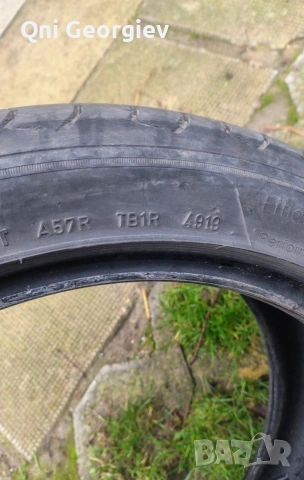 Qni Georgiev
T A57R TB1R 4919
BAZAR